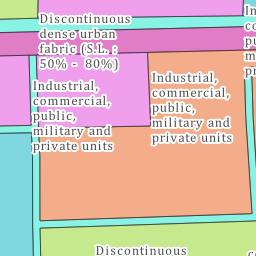 Discontinuous
dense urban
fabric (S.L. :
50% - 80%)
Industrial,
commercial,
public,
military and
private units
Industrial,
commercial,
public,
military and
private units
Discontinuous